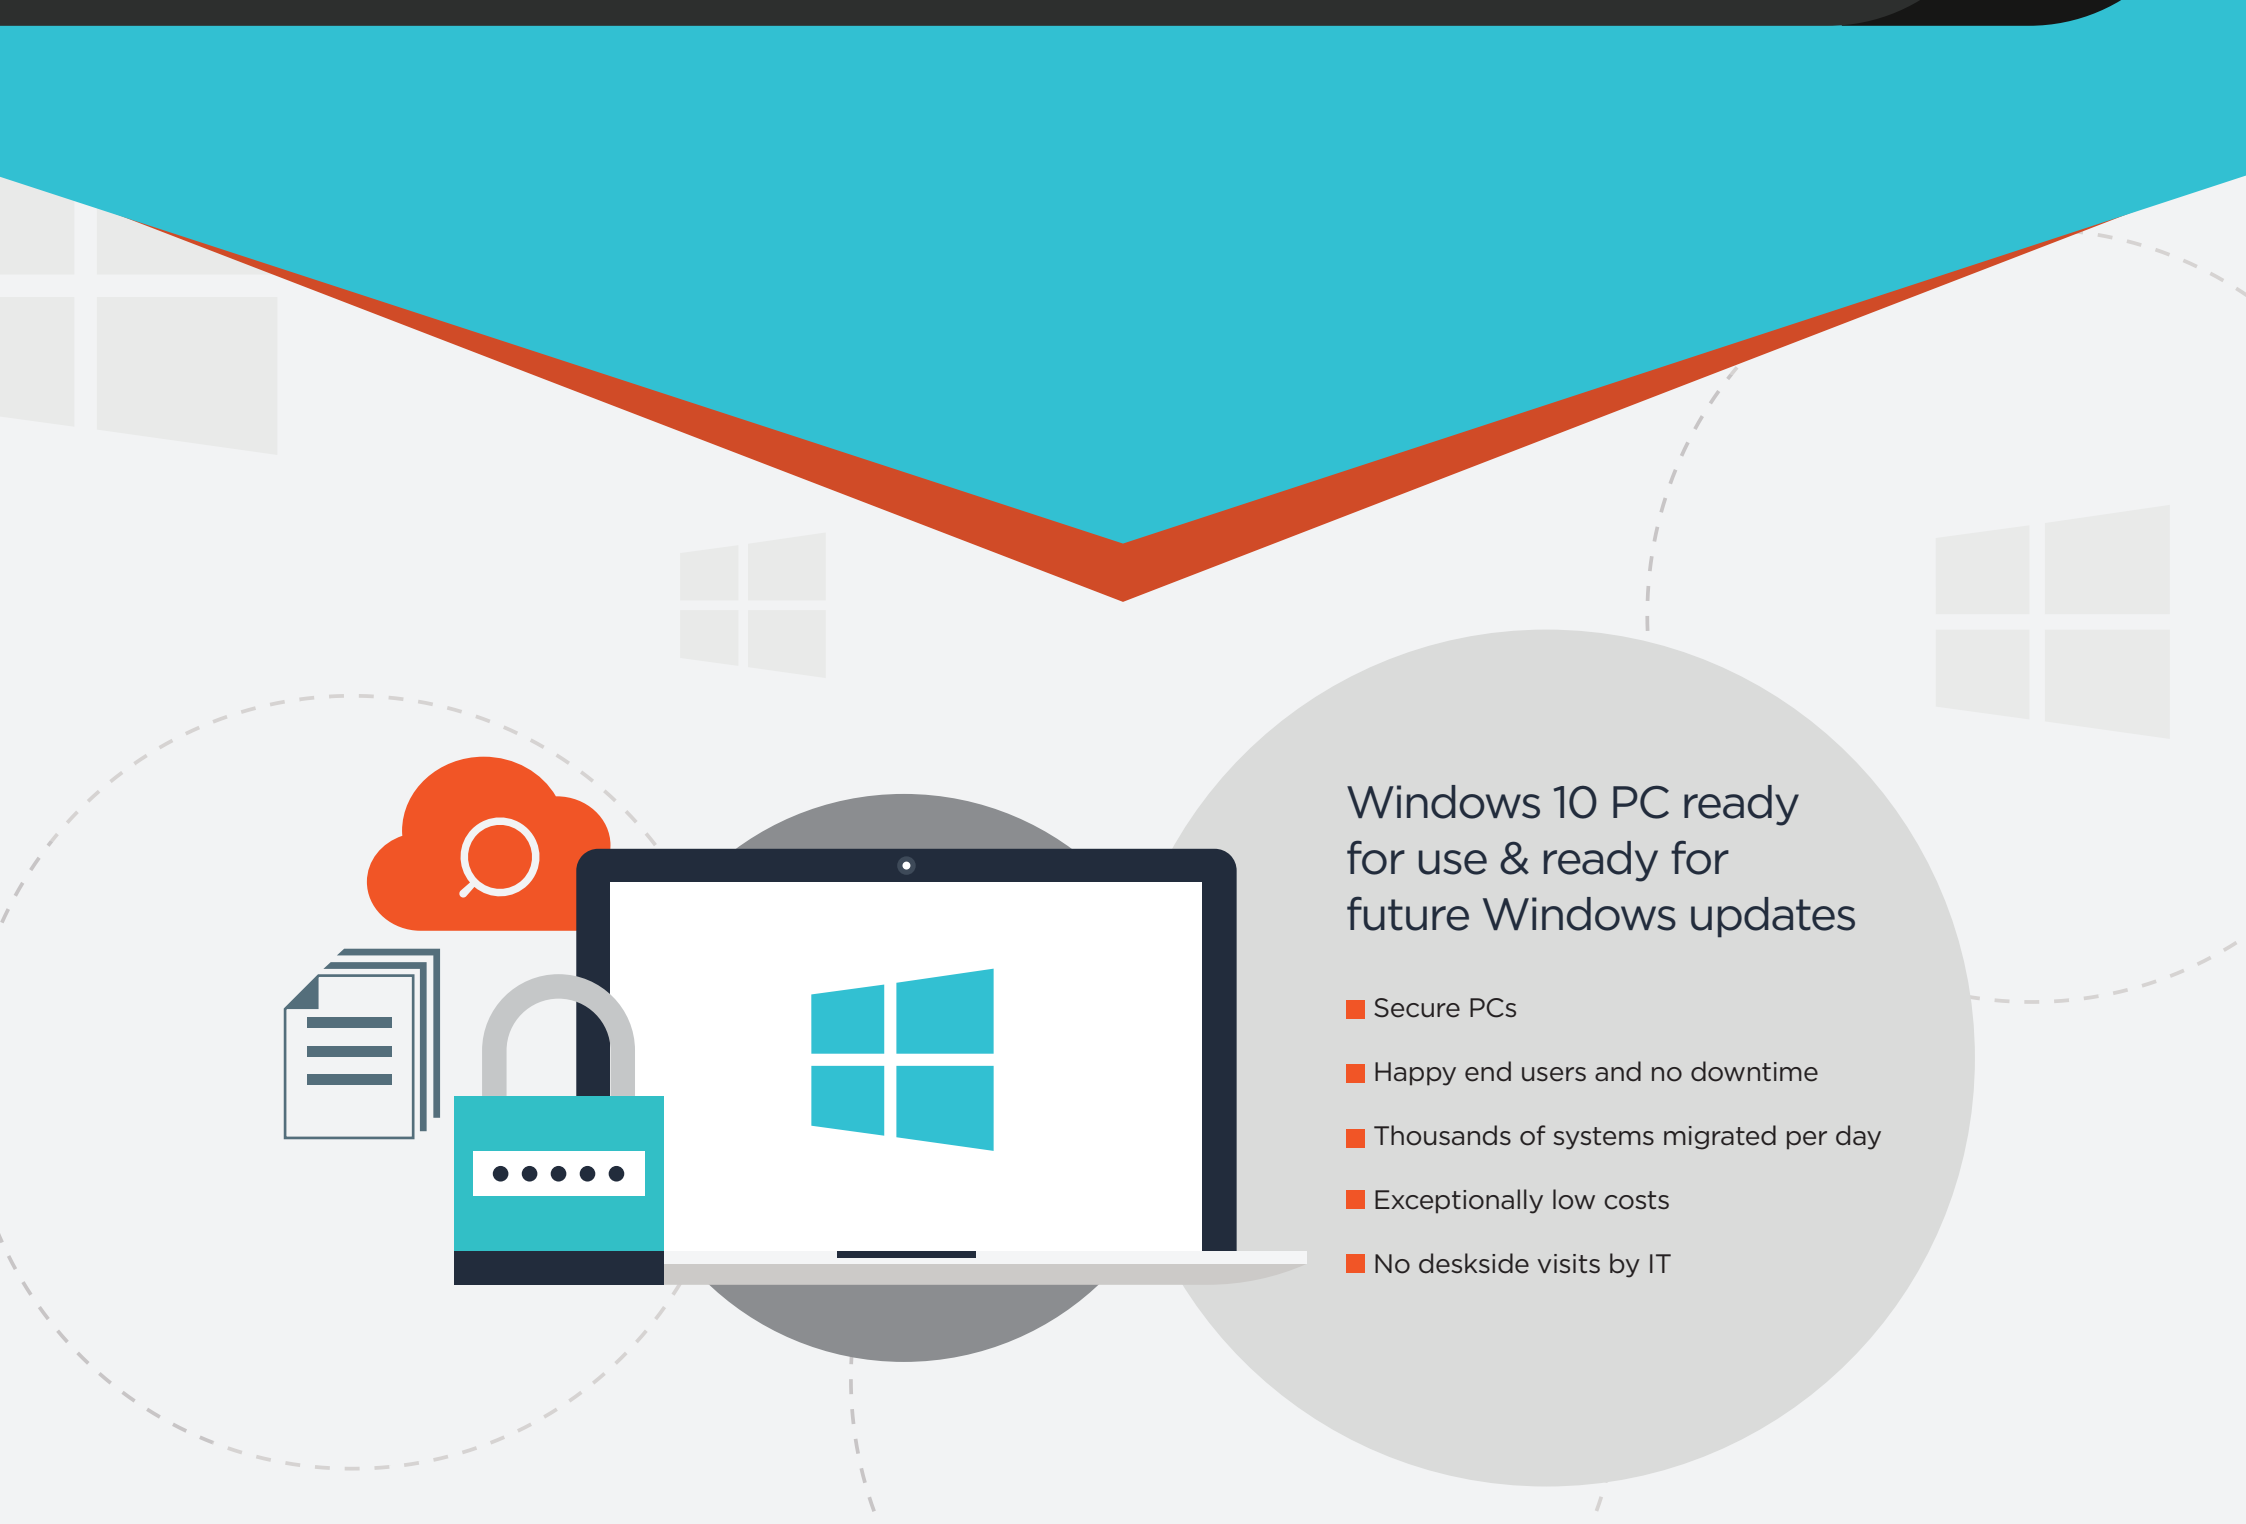 Windows 10 PC ready
for use & ready for
future Windows updates
Secure PCs
Happy end users and no downtime
Thousands of systems migrated per day
Exceptionally low costs
No deskside visits by IT